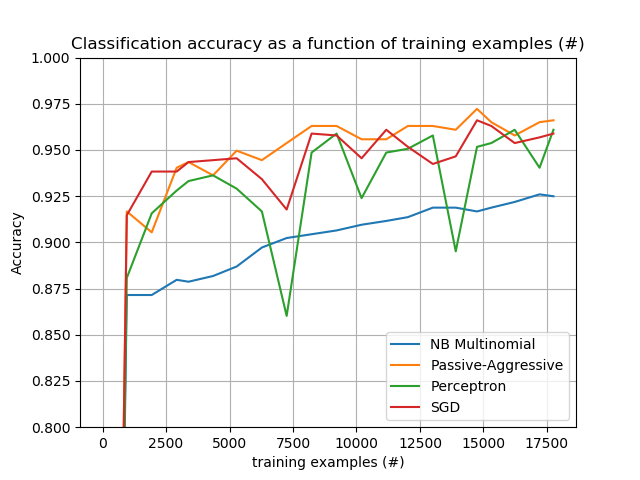 Classification accuracy as a function of training examples (#)
1.000
0.975
0.950
0.925
0.900
0.875
0.850
0.825
0.800
Accuracy
NB Multinomial
Passive-Aggressive
Perceptron
SGD
0 2500 5000 7500 10000 12500 15000 17500
training examples (#)